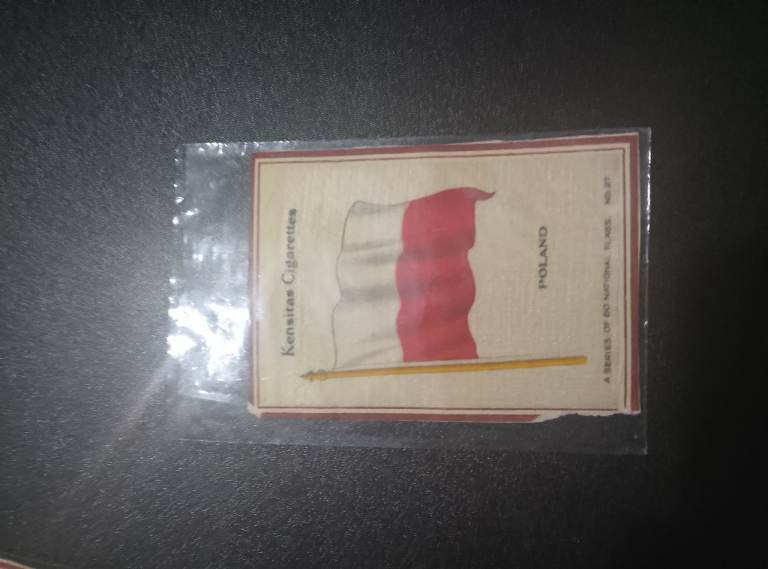 Kensitas Cigarettes
POLAND
A SERIES OF 60 NATIONAL FLAGS. NO. 27